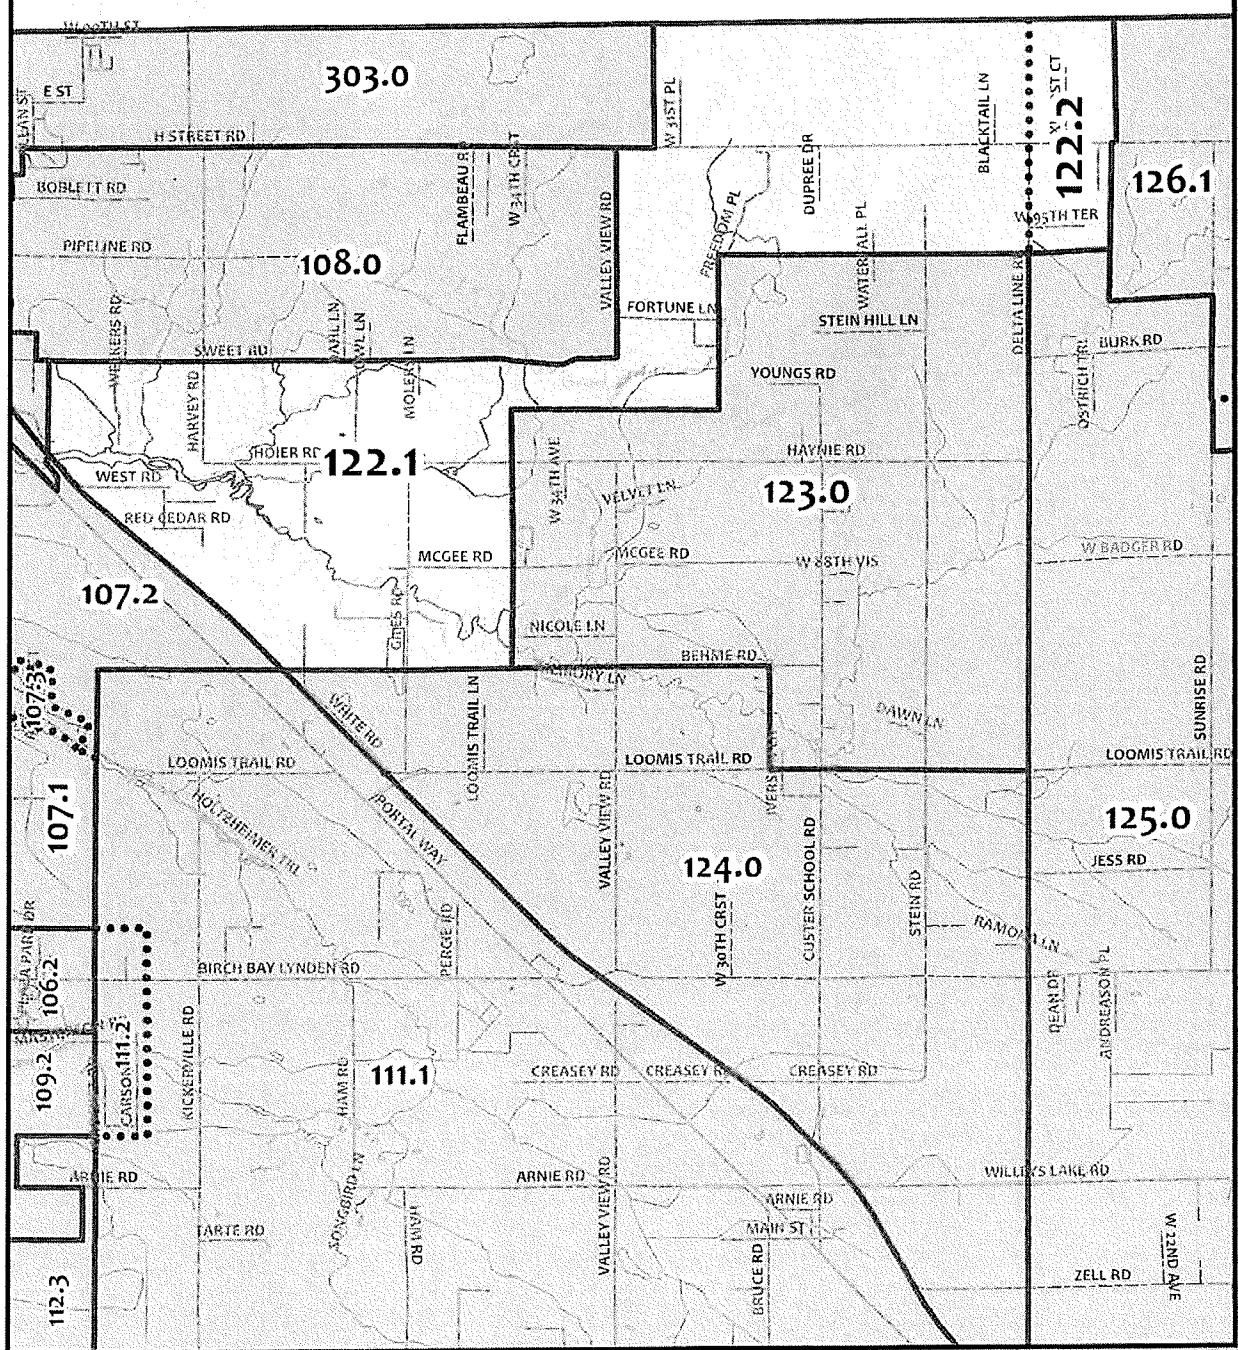 303.0
E ST
H STREET RD
W 31ST PL
BLACKTAIL LN
122.2
126.1
BOBLETT RD
FLAMBEAU RD
W 34TH CRST
VALLEY VIEW RD
DUPREE DR
W 95TH TER
PIPELINE RD
108.0
FREEDOM PL
WATERFALL PL
DELTA LINE RD
FORTUNE LN
STEIN HILL LN
SWEET RD
MOLERS LN
YOUNGS RD
BURK RD
OSTRICH TRL
HARVEY RD
HOIER RD
122.1
W 34TH AVE
HAYNIE RD
WEST RD
VELVET LN
123.0
RED CEDAR RD
MCGEE RD
MCGEE RD
W 88TH VIS
W BADGER RD
107.2
GILES RD
NICOLE LN
BEHME RD
MEMORY LN
107.3
WHITE RD
LOOMIS TRAIL LN
DAWN LN
SUNRISE RD
LOOMIS TRAIL RD
LOOMIS TRAIL RD
LOOMIS TRAIL RD
107.1
HOLTZHEIMER TRL
PORTAL WAY
VALLEY VIEW RD
124.0
CUSTER SCHOOL RD
125.0
JESS RD
W 30TH CRST
STEIN RD
RAMONA LN
106.2
BIRCH BAY LYNDEN RD
DEAN DR
ANDREASON PL
109.2
CARSON
111.2
KICKERVILLE RD
HAM RD
111.1
CREASEY RD
CREASEY RD
CREASEY RD
ARNIE RD
SONGBIRD LN
ARNIE RD
VALLEY VIEW RD
ARNIE RD
WILLEYS LAKE RD
TARTE RD
HAM RD
MAIN ST
W 22ND AVE
112.3
BRUCE RD
ZELL RD